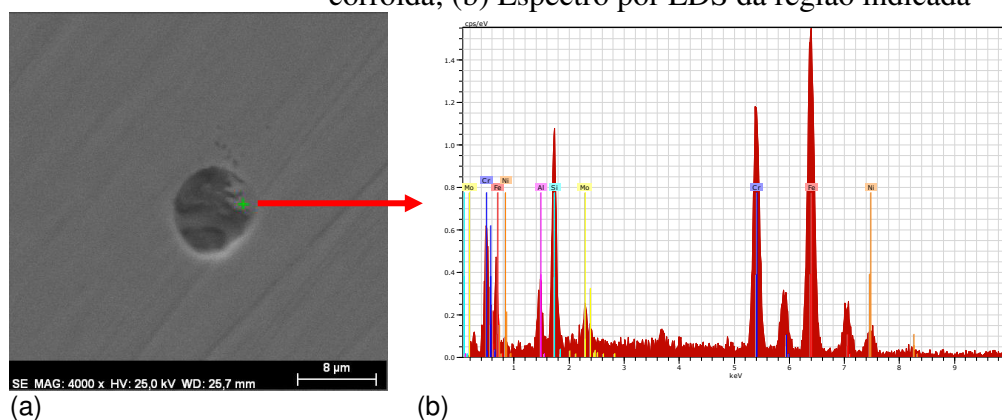 corroída; (b) Espectro por EDS da região indicada
cps/eV
1.4
1.2
1.0
0.8
0.6
0.4
0.2
0.0
Mo Cr Fe Ni Al Si Mo Cr Fe Ni
1 2 3 4 5 6 7 8 9
keV
SE MAG: 4000 x HV: 25,0 kV WD: 25,7 mm
8 µm
(a) (b)